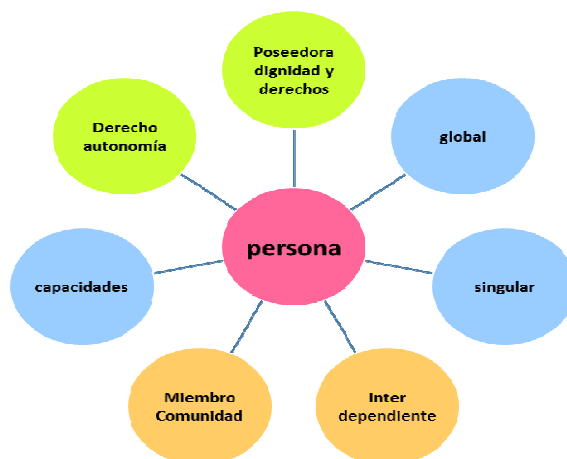 Poseedora
dignidad y
derechos
Derecho
autonomía
global
persona
capacidades
singular
Miembro
Comunidad
Inter
dependiente